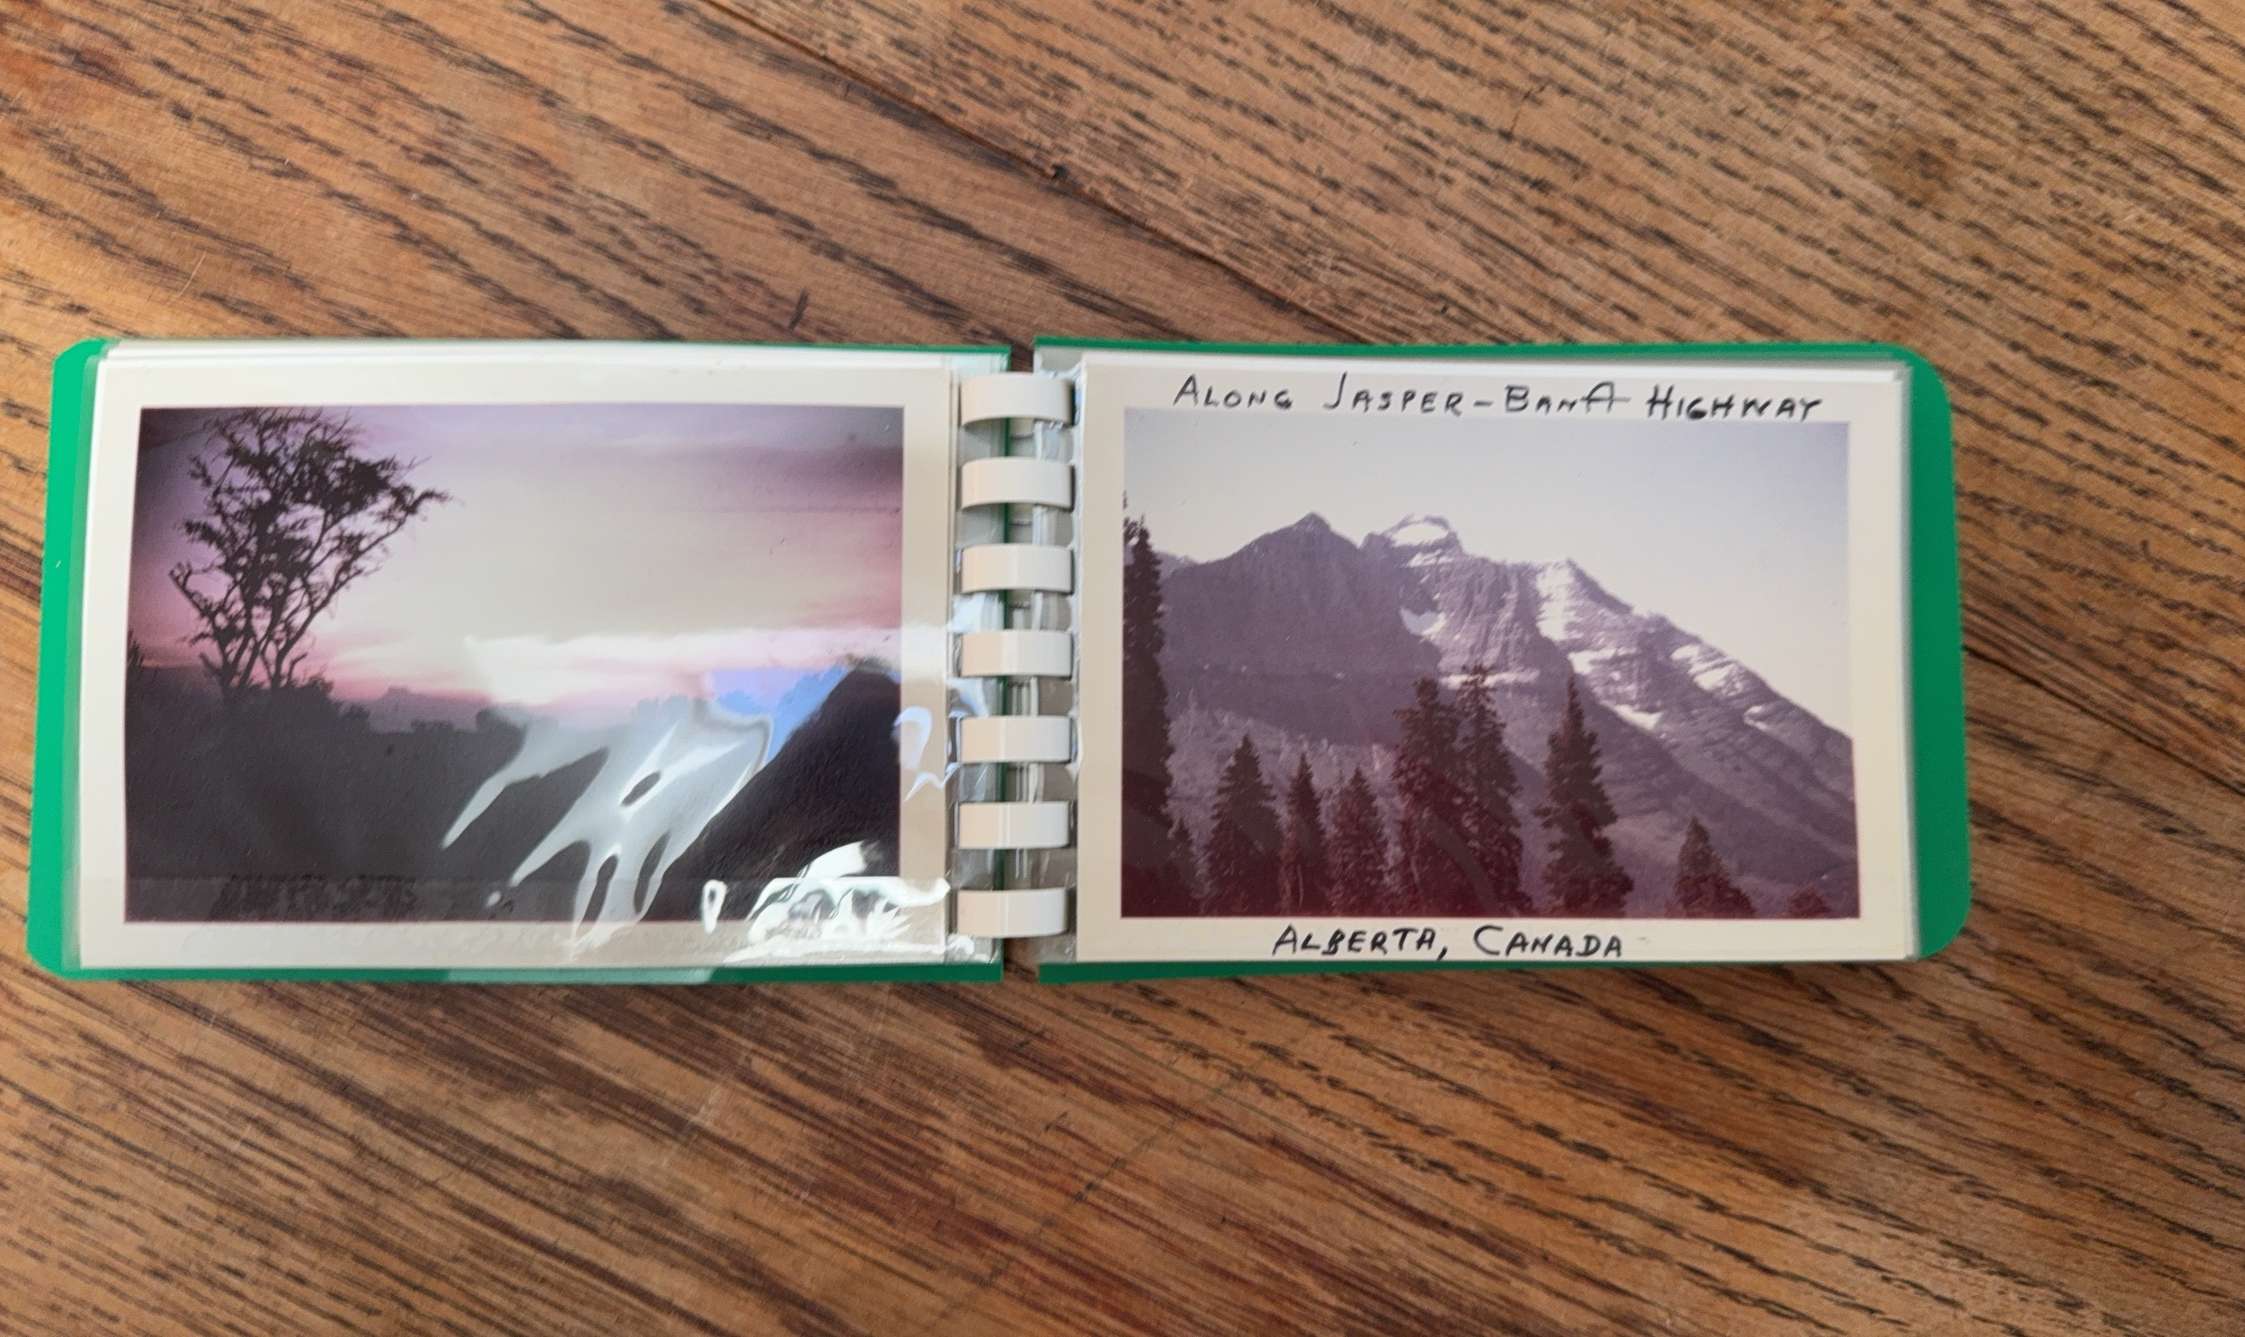 ALONG JASPER-BANFF HIGHWAY
ALBERTA, CANADA